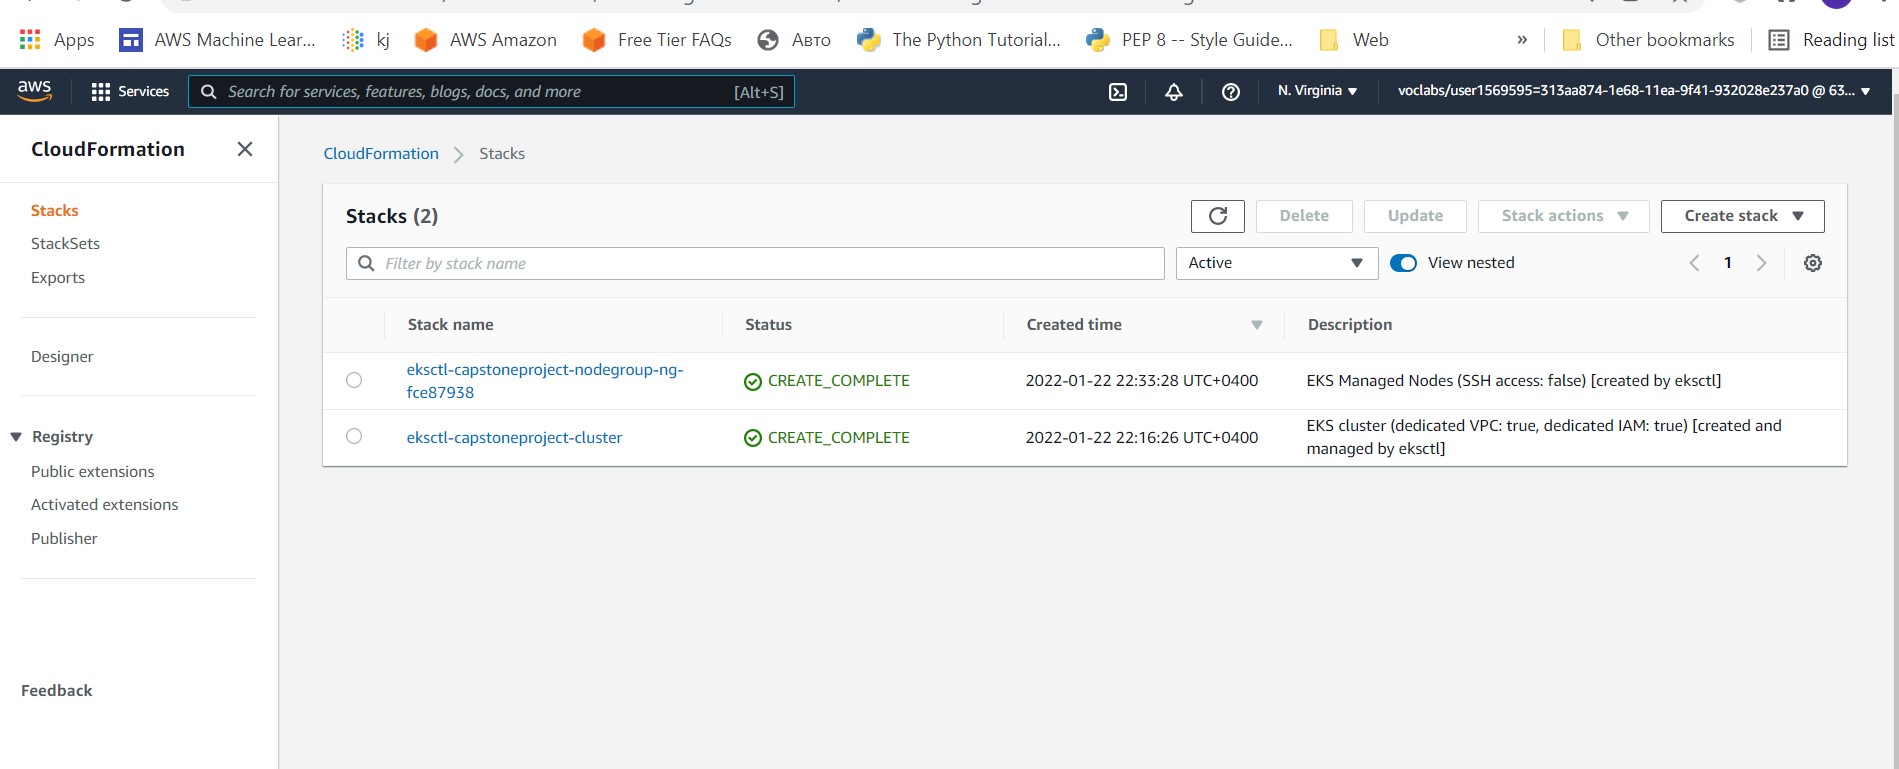 Apps AWS Machine Lear... kj AWS Amazon Free Tier FAQs Авто The Python Tutorial... PEP 8 -- Style Guide... Web » Other bookmarks Reading list
aws Services Search for services, features, blogs, docs, and more [Alt+S] N. Virginia voclabs/user1569595=313aa874-1e68-11ea-9f41-932028e237a0 @ 63...
CloudFormation
Stacks
StackSets
Exports
Designer
Registry
Public extensions
Activated extensions
Publisher
Feedback
CloudFormation Stacks
Stacks (2) Delete Update Stack actions Create stack
Filter by stack name Active View nested 1
Stack name Status Created time Description
eksctl-capstoneproject-nodegroup-ng-
fce87938
CREATE_COMPLETE 2022-01-22 22:33:28 UTC+0400 EKS Managed Nodes (SSH access: false) [created by eksctl]
eksctl-capstoneproject-cluster CREATE_COMPLETE 2022-01-22 22:16:26 UTC+0400
EKS cluster (dedicated VPC: true, dedicated IAM: true) [created and
managed by eksctl]